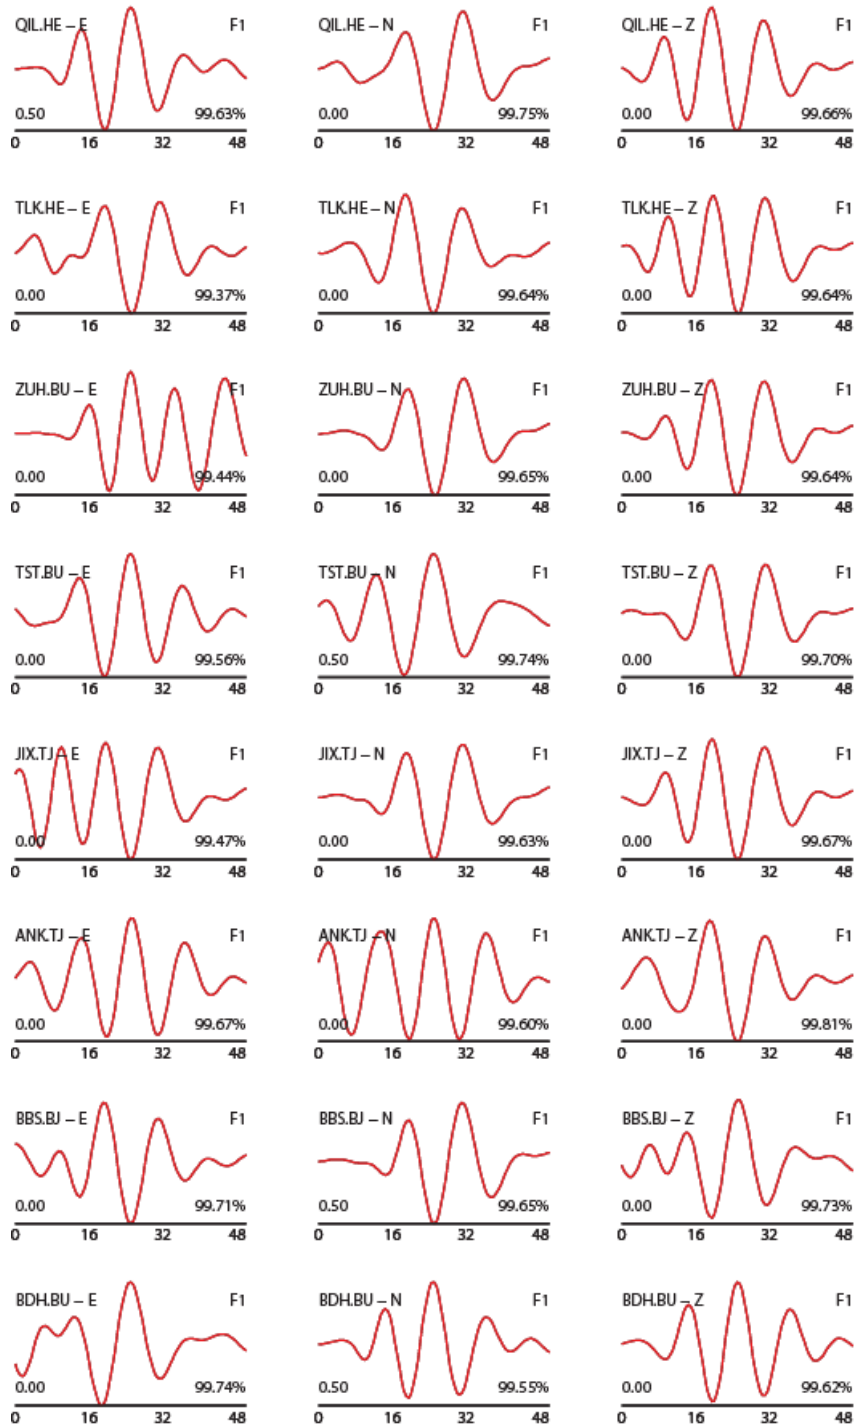 QIL.HE – E F1 QIL.HE – N F1 QIL.HE – Z F1
0.50 99.63% 0.00 99.75% 0.00 99.66%
0 16 32 48 0 16 32 48 0 16 32 48
TLK.HE – E F1 TLK.HE – N F1 TLK.HE – Z F1
0.00 99.37% 0.00 99.64% 0.00 99.64%
0 16 32 48 0 16 32 48 0 16 32 48
ZUH.BU – E F1 ZUH.BU – N F1 ZUH.BU – Z F1
0.00 99.44% 0.00 99.65% 0.00 99.64%
0 16 32 48 0 16 32 48 0 16 32 48
TST.BU – E F1 TST.BU – N F1 TST.BU – Z F1
0.00 99.56% 0.50 99.74% 0.00 99.70%
0 16 32 48 0 16 32 48 0 16 32 48
JIX.TJ – E F1 JIX.TJ – N F1 JIX.TJ – Z F1
0.00 99.47% 0.00 99.63% 0.00 99.67%
0 16 32 48 0 16 32 48 0 16 32 48
ANK.TJ – E F1 ANK.TJ – N F1 ANK.TJ – Z F1
0.00 99.67% 0.00 99.60% 0.00 99.81%
0 16 32 48 0 16 32 48 0 16 32 48
BBS.BJ – E F1 BBS.BJ – N F1 BBS.BJ – Z F1
0.00 99.71% 0.50 99.65% 0.00 99.73%
0 16 32 48 0 16 32 48 0 16 32 48
BDH.BU – E F1 BDH.BU – N F1 BDH.BU – Z F1
0.00 99.74% 0.50 99.55% 0.00 99.62%
0 16 32 48 0 16 32 48 0 16 32 48